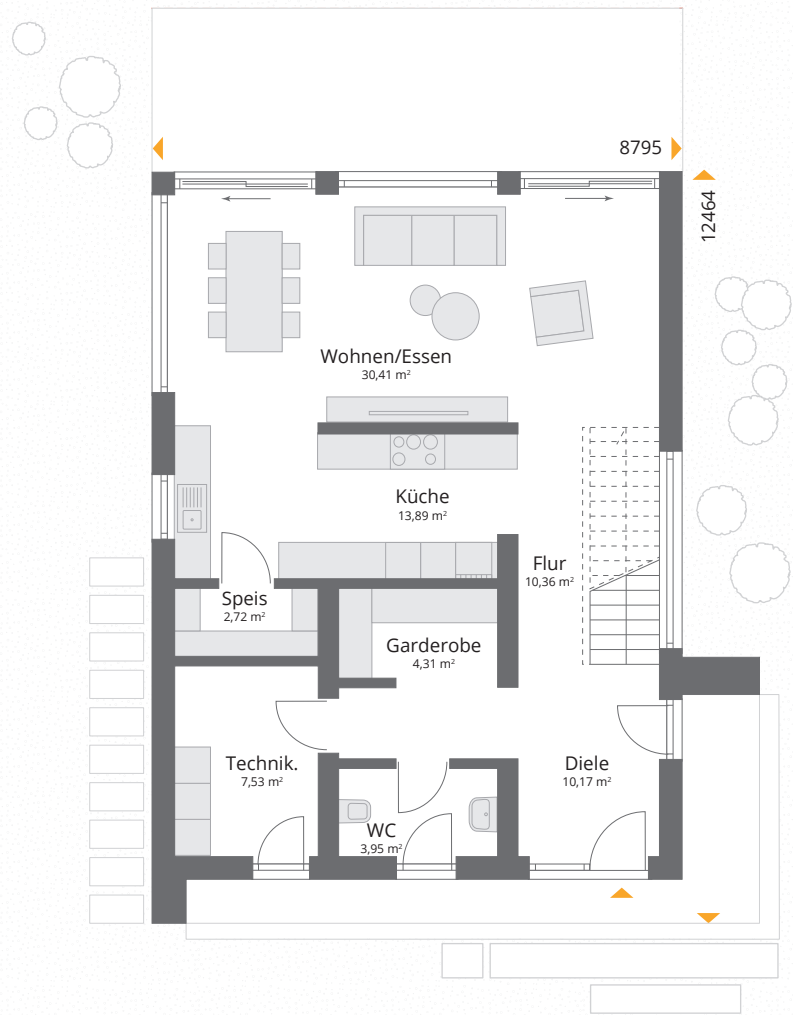 8795
12464
Wohnen/Essen
30,41 m²
Küche
13,89 m²
Flur
10,36 m²
Speis
2,72 m²
Garderobe
4,31 m²
Technik.
7,53 m²
Diele
10,17 m²
WC
3,95 m²